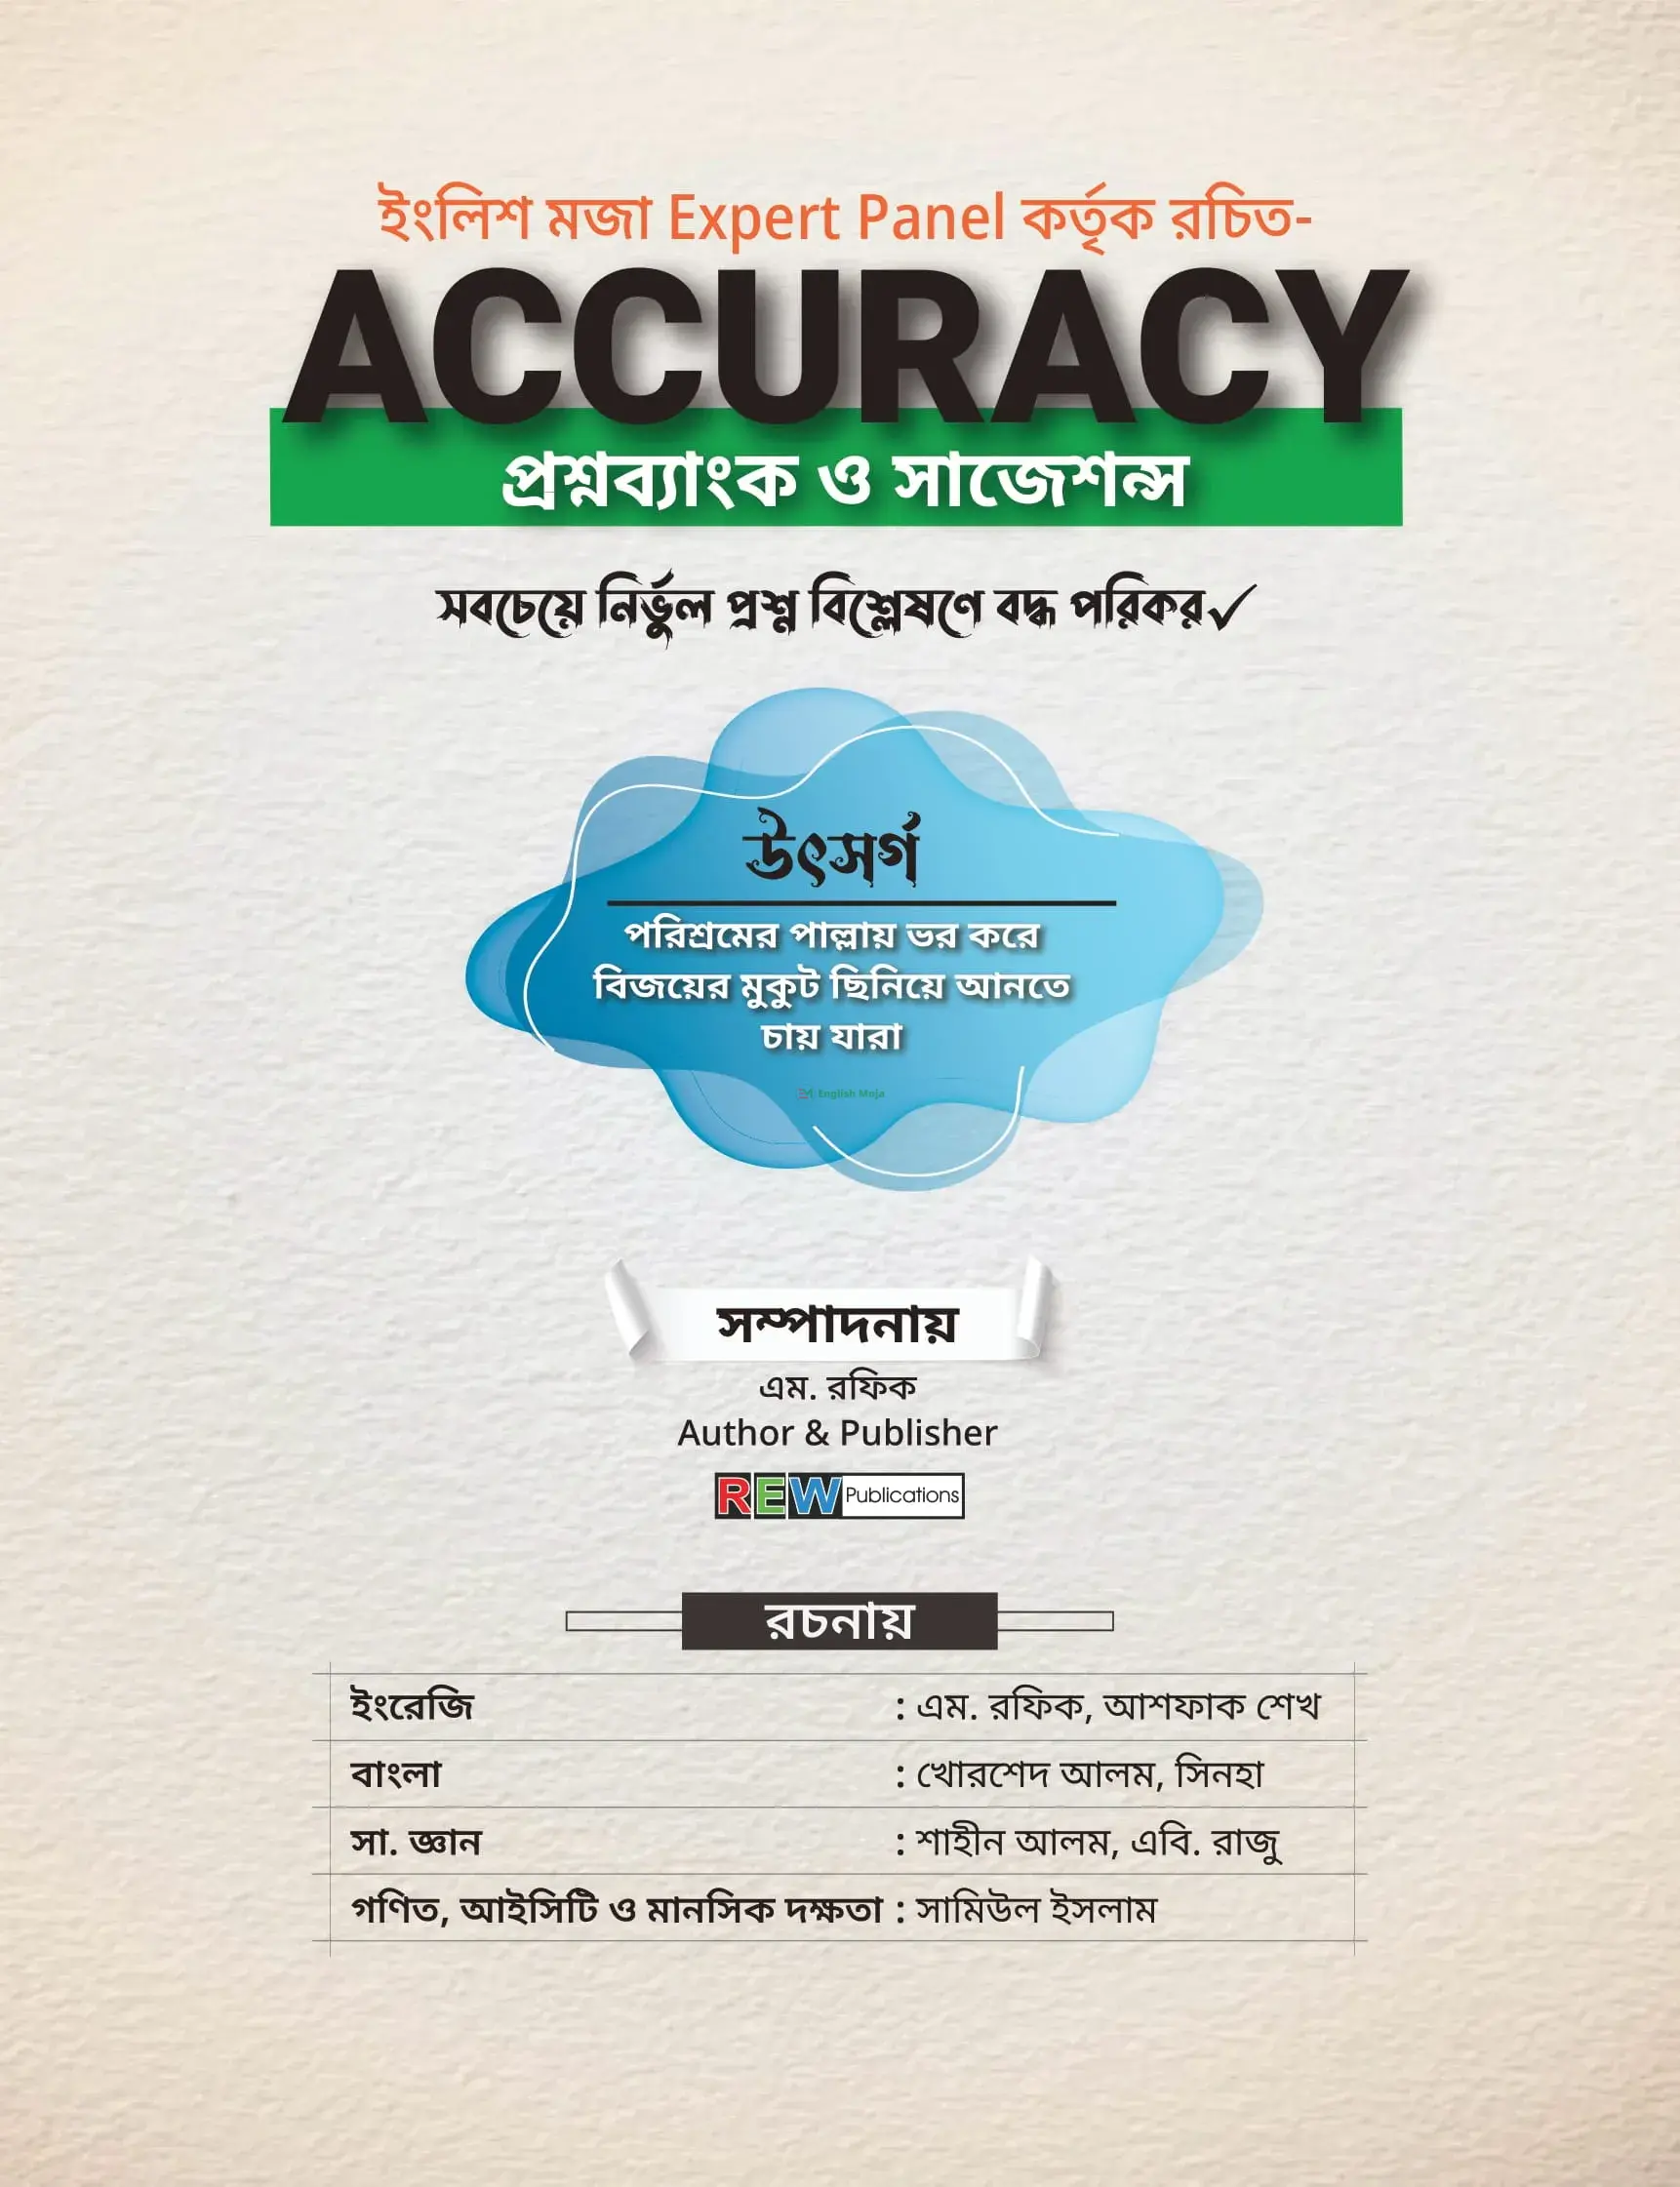 ইংলিশ মজা Expert Panel কর্তৃক রচিত-
ACCURACY
প্রশ্নব্যাংক ও সাজেশন্স
সবচেয়ে নির্ভুল প্রশ্ন বিশ্লেষণে বদ্ধ পরিকর✓
উৎসর্গ
পরিশ্রমের পাল্লায় ভর করে
বিজয়ের মুকুট ছিনিয়ে আনতে
চায় যারা
EM English Moja
সম্পাদনায়
এম. রফিক
Author & Publisher
REW Publications
রচনায়
ইংরেজি : এম. রফিক, আশফাক শেখ
বাংলা : খোরশেদ আলম, সিনহা
সা. জ্ঞান : শাহীন আলম, এবি. রাজু
গণিত, আইসিটি ও মানসিক দক্ষতা : সামিউল ইসলাম